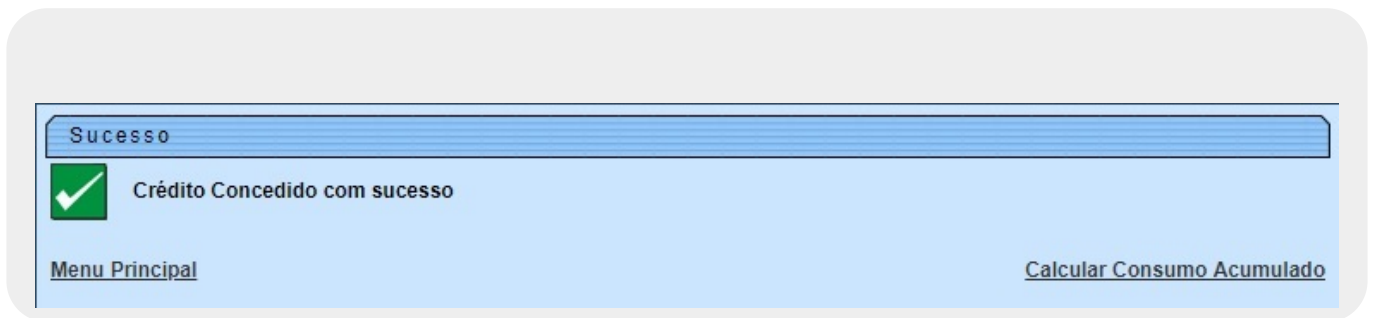 Sucesso
Crédito Concedido com sucesso
Menu Principal
Calcular Consumo Acumulado